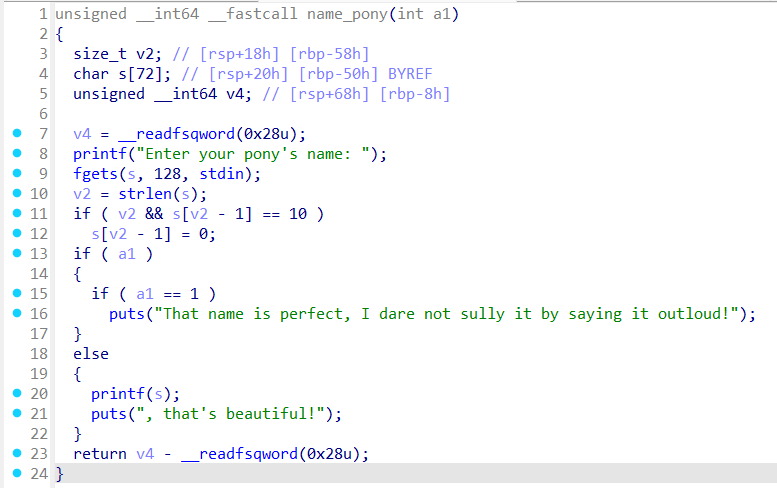 1 unsigned __int64 __fastcall name_pony(int a1)
2 {
3   size_t v2; // [rsp+18h] [rbp-58h]
4   char s[72]; // [rsp+20h] [rbp-50h] BYREF
5   unsigned __int64 v4; // [rsp+68h] [rbp-8h]
6
7   v4 = __readfsqword(0x28u);
8   printf("Enter your pony's name: ");
9   fgets(s, 128, stdin);
10   v2 = strlen(s);
11   if ( v2 && s[v2 - 1] == 10 )
12     s[v2 - 1] = 0;
13   if ( a1 )
14   {
15     if ( a1 == 1 )
16       puts("That name is perfect, I dare not sully it by saying it outloud!");
17   }
18   else
19   {
20     printf(s);
21     puts(", that's beautiful!");
22   }
23   return v4 - __readfsqword(0x28u);
24 }